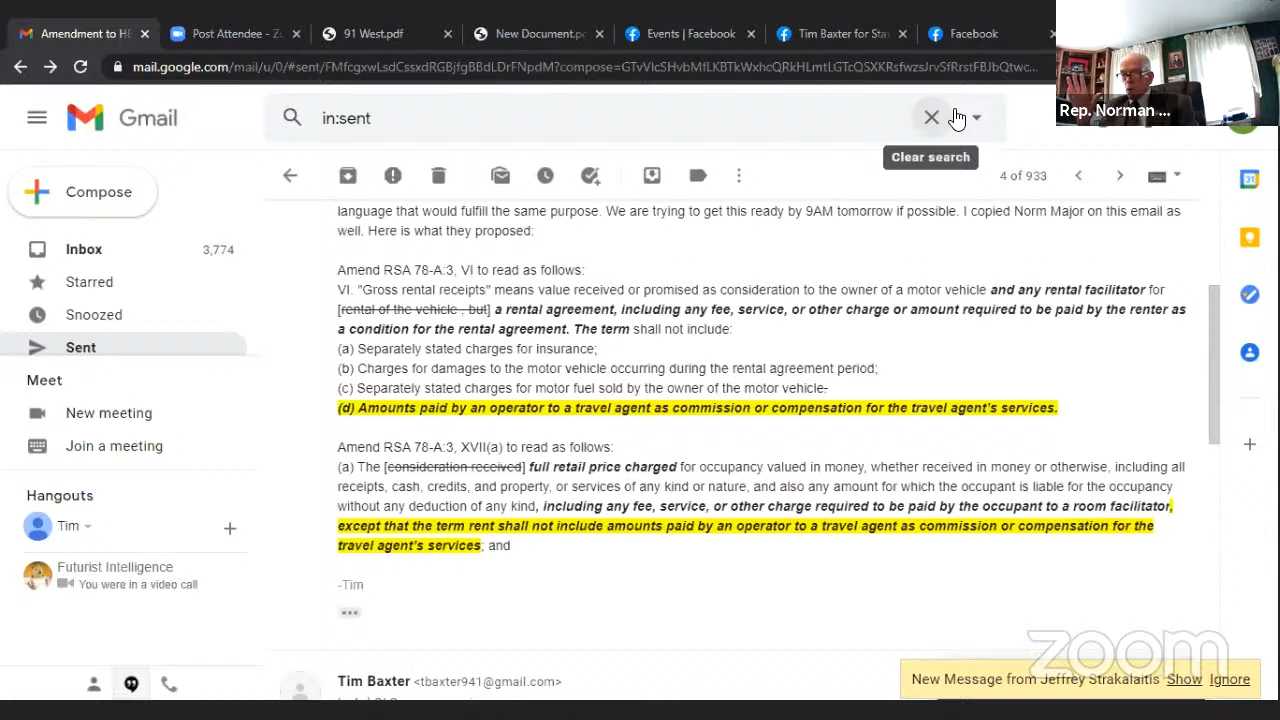 Amendment to HB
Post Attendee - Zo
91 West.pdf
New Document.pd
Events | Facebook
Tim Baxter for Stat
Facebook
mail.google.com/mail/u/0/#sent/FMfcgxwLsdCssxdRGBjfgBBdLDrFNpdM?compose=GTvVlcSHvbMfLKBTkWxhcQRkHLmtLGTcQSXKRsfwzsJrvSfRrstFBJbQtwc...
Rep. Norman ...
Gmail
in:sent
Clear search
Compose
4 of 933
Inbox 3,774
Starred
Snoozed
Sent
Meet
New meeting
Join a meeting
Hangouts
Tim
Futurist Intelligence
You were in a video call
language that would fulfill the same purpose. We are trying to get this ready by 9AM tomorrow if possible. I copied Norm Major on this email as
well. Here is what they proposed:
Amend RSA 78-A:3, VI to read as follows:
VI. "Gross rental receipts" means value received or promised as consideration to the owner of a motor vehicle and any rental facilitator for
[rental of the vehicle , but] a rental agreement, including any fee, service, or other charge or amount required to be paid by the renter as
a condition for the rental agreement. The term shall not include:
(a) Separately stated charges for insurance;
(b) Charges for damages to the motor vehicle occurring during the rental agreement period;
(c) Separately stated charges for motor fuel sold by the owner of the motor vehicle.
(d) Amounts paid by an operator to a travel agent as commission or compensation for the travel agent's services.
Amend RSA 78-A:3, XVII(a) to read as follows:
(a) The [consideration received] full retail price charged for occupancy valued in money, whether received in money or otherwise, including all
receipts, cash, credits, and property, or services of any kind or nature, and also any amount for which the occupant is liable for the occupancy
without any deduction of any kind, including any fee, service, or other charge required to be paid by the occupant to a room facilitator,
except that the term rent shall not include amounts paid by an operator to a travel agent as commission or compensation for the
travel agent's services; and
-Tim
Tim Baxter <tbaxter941@gmail.com>
zoom
New Message from Jeffrey Strakalaitis Show Ignore